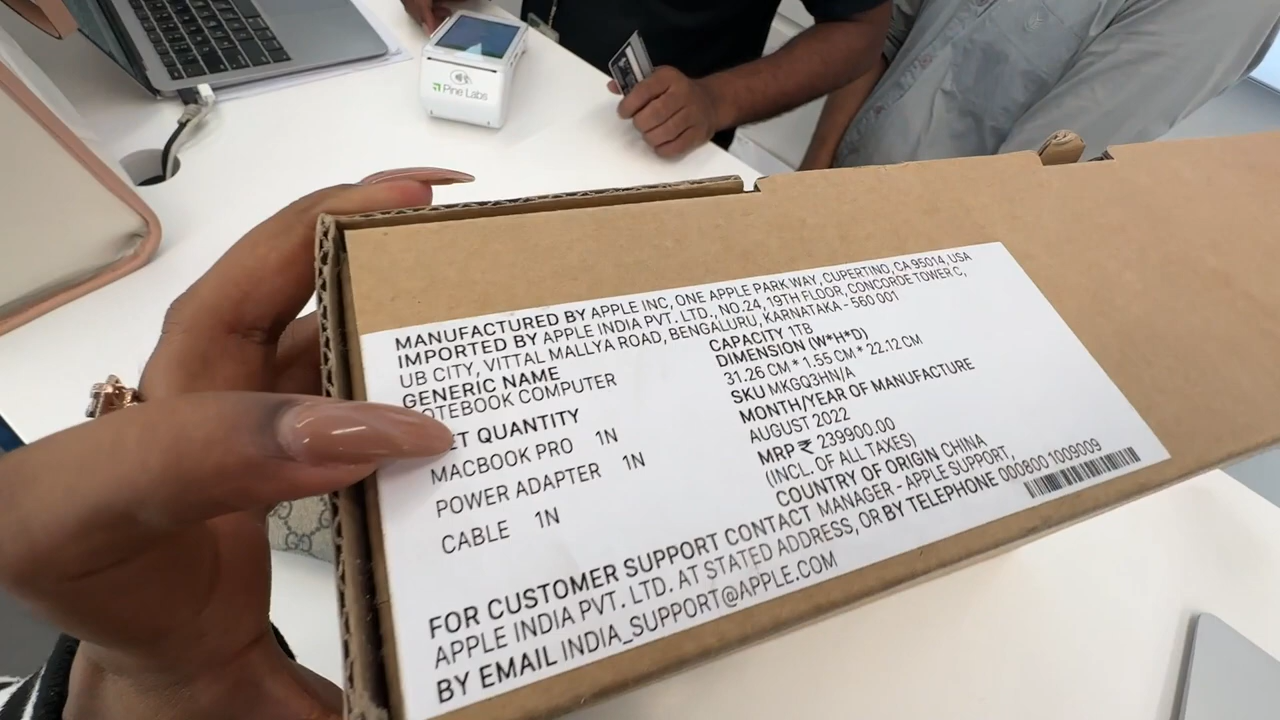 Pine Labs
MANUFACTURED BY APPLE INC, ONE APPLE PARK WAY, CUPERTINO, CA 95014, USA
IMPORTED BY APPLE INDIA PVT. LTD., NO.24, 19TH FLOOR, CONCORDE TOWER C,
UB CITY, VITTAL MALLYA ROAD, BENGALURU, KARNATAKA - 560 001
GENERIC NAME
OTEBOOK COMPUTER
ET QUANTITY
MACBOOK PRO 1N
POWER ADAPTER 1N
CABLE 1N
CAPACITY 1TB
DIMENSION (W*H*D)
31.26 CM * 1.55 CM * 22.12 CM
SKU MKGQ3HN/A
MONTH/YEAR OF MANUFACTURE
AUGUST 2022
MRP ₹ 239900.00
(INCL. OF ALL TAXES)
COUNTRY OF ORIGIN CHINA
FOR CUSTOMER SUPPORT CONTACT MANAGER - APPLE SUPPORT,
APPLE INDIA PVT. LTD. AT STATED ADDRESS, OR BY TELEPHONE 000800 1009009
BY EMAIL INDIA_SUPPORT@APPLE.COM